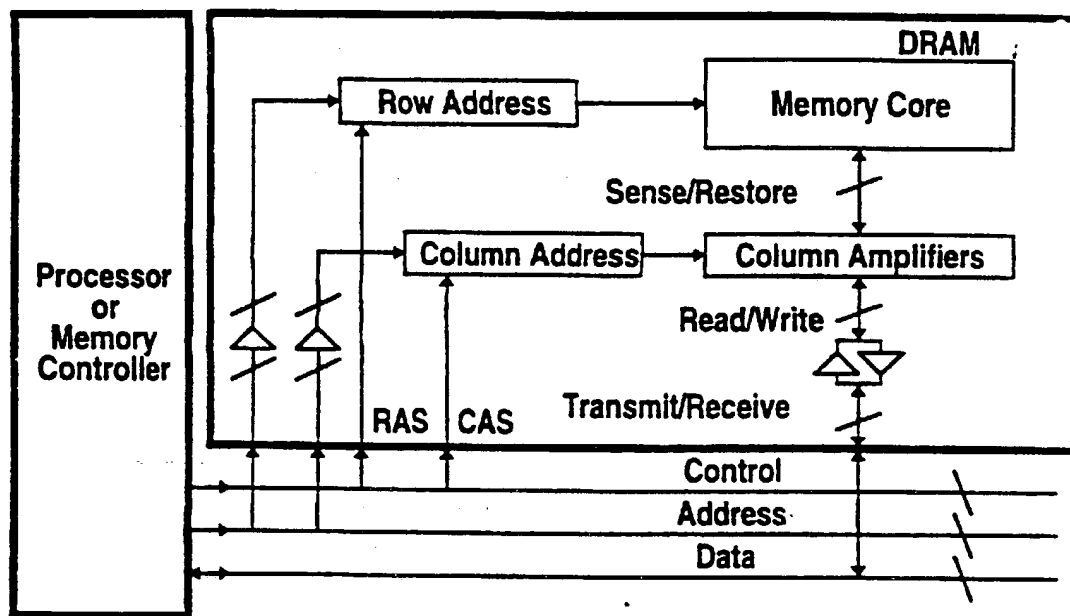 DRAM
Row Address
Memory Core
Sense/Restore
Column Address
Column Amplifiers
Processor
or
Memory
Controller
Read/Write
Transmit/Receive
RAS
CAS
Control
Address
Data